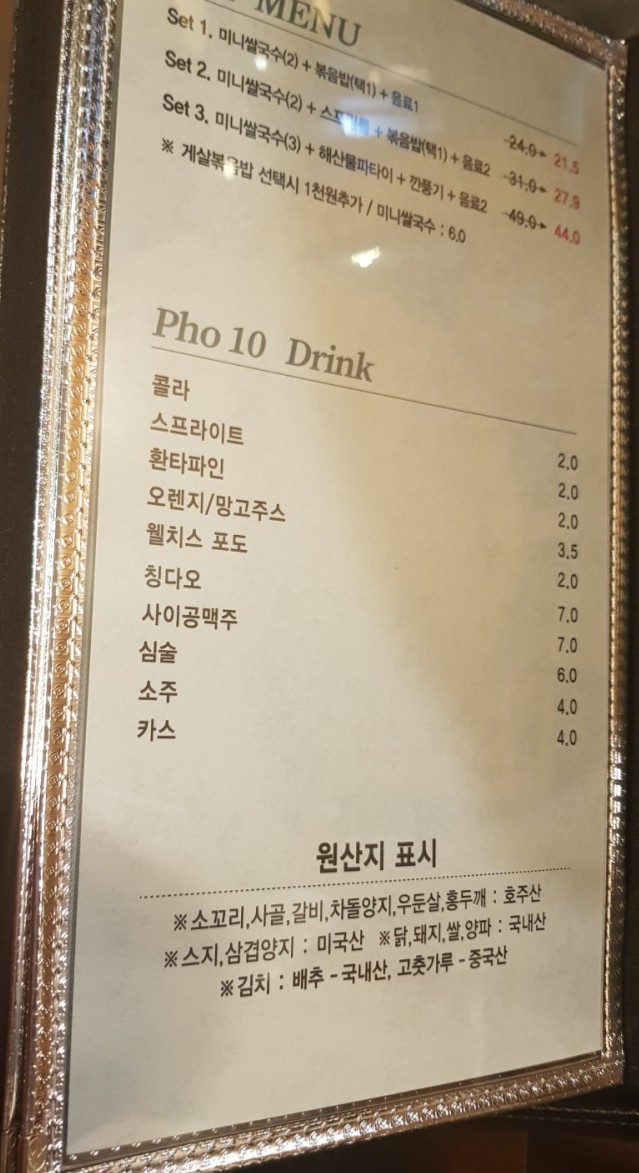 MENU
Set 1. 미니쌀국수(2) + 볶음밥(택1) + 음료1 24.0 21.5
Set 2. 미니쌀국수(2) + + 볶음밥(택1) + 음료2 31.0 27.9
Set 3. 미니쌀국수(3) + 해산물파타이 + 깐풍기 + 음료2 49.0 44.0
※ 게살볶음밥 선택시 1천원추가 / 미니쌀국수 : 6.0
Pho 10 Drink
콜라 2.0
스프라이트 2.0
환타파인 2.0
오렌지/망고주스 3.5
웰치스 포도 2.0
칭다오 7.0
사이공맥주 7.0
심술 6.0
소주 4.0
카스 4.0
원산지 표시
※소꼬리,사골,갈비,차돌양지,우둔살,홍두깨 : 호주산
※스지,삼겹양지 : 미국산 ※닭,돼지,쌀,양파 : 국내산
※김치 : 배추 - 국내산, 고춧가루 - 중국산